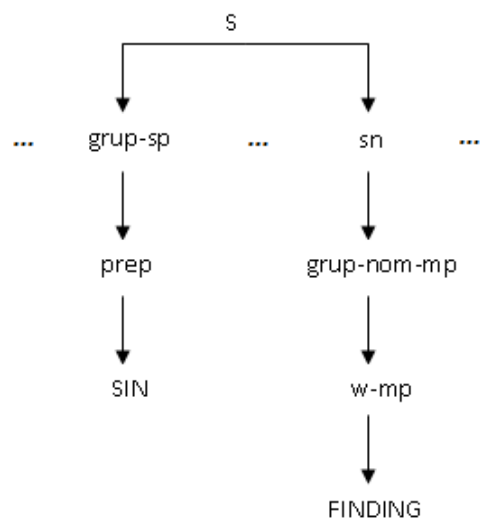 S
... grup-sp ... sn ...
prep grup-nom-mp
SIN w-mp
FINDING